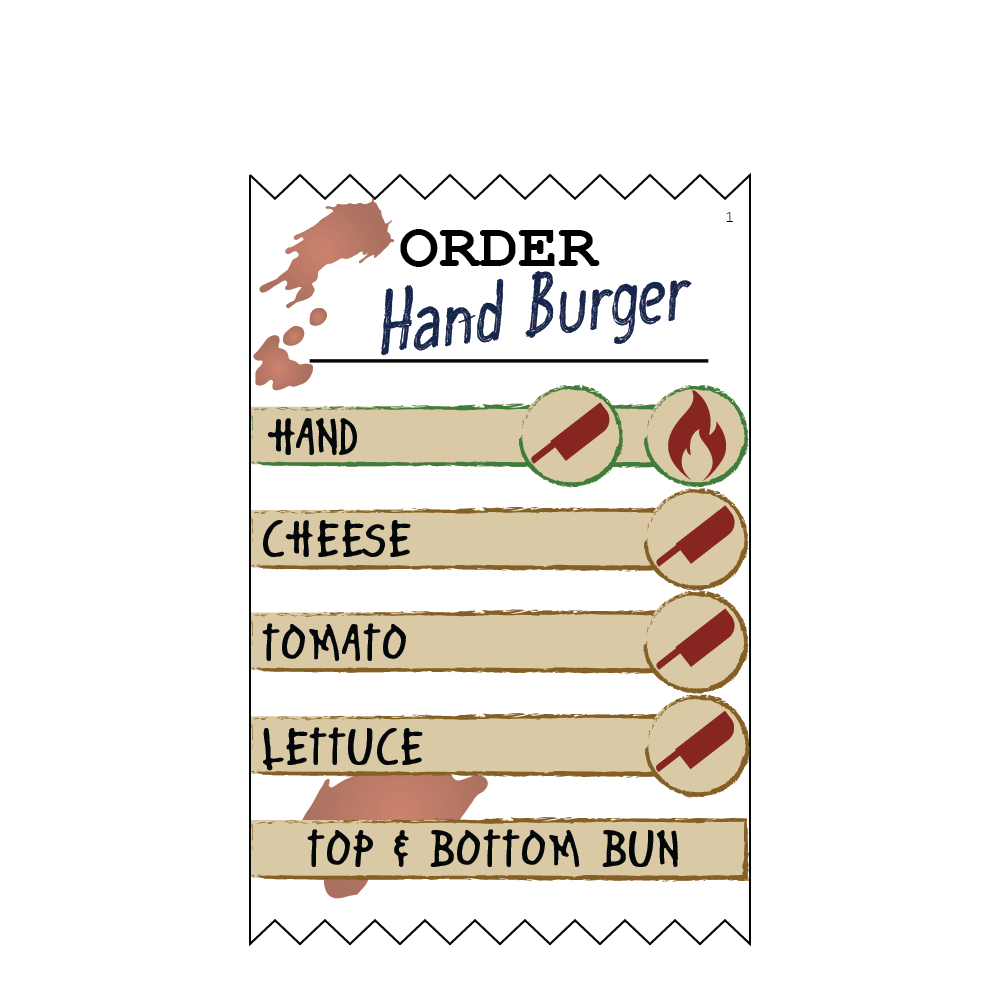 1
ORDER
Hand Burger
HAND
CHEESE
TOMATO
LETTUCE
TOP & BOTTOM BUN